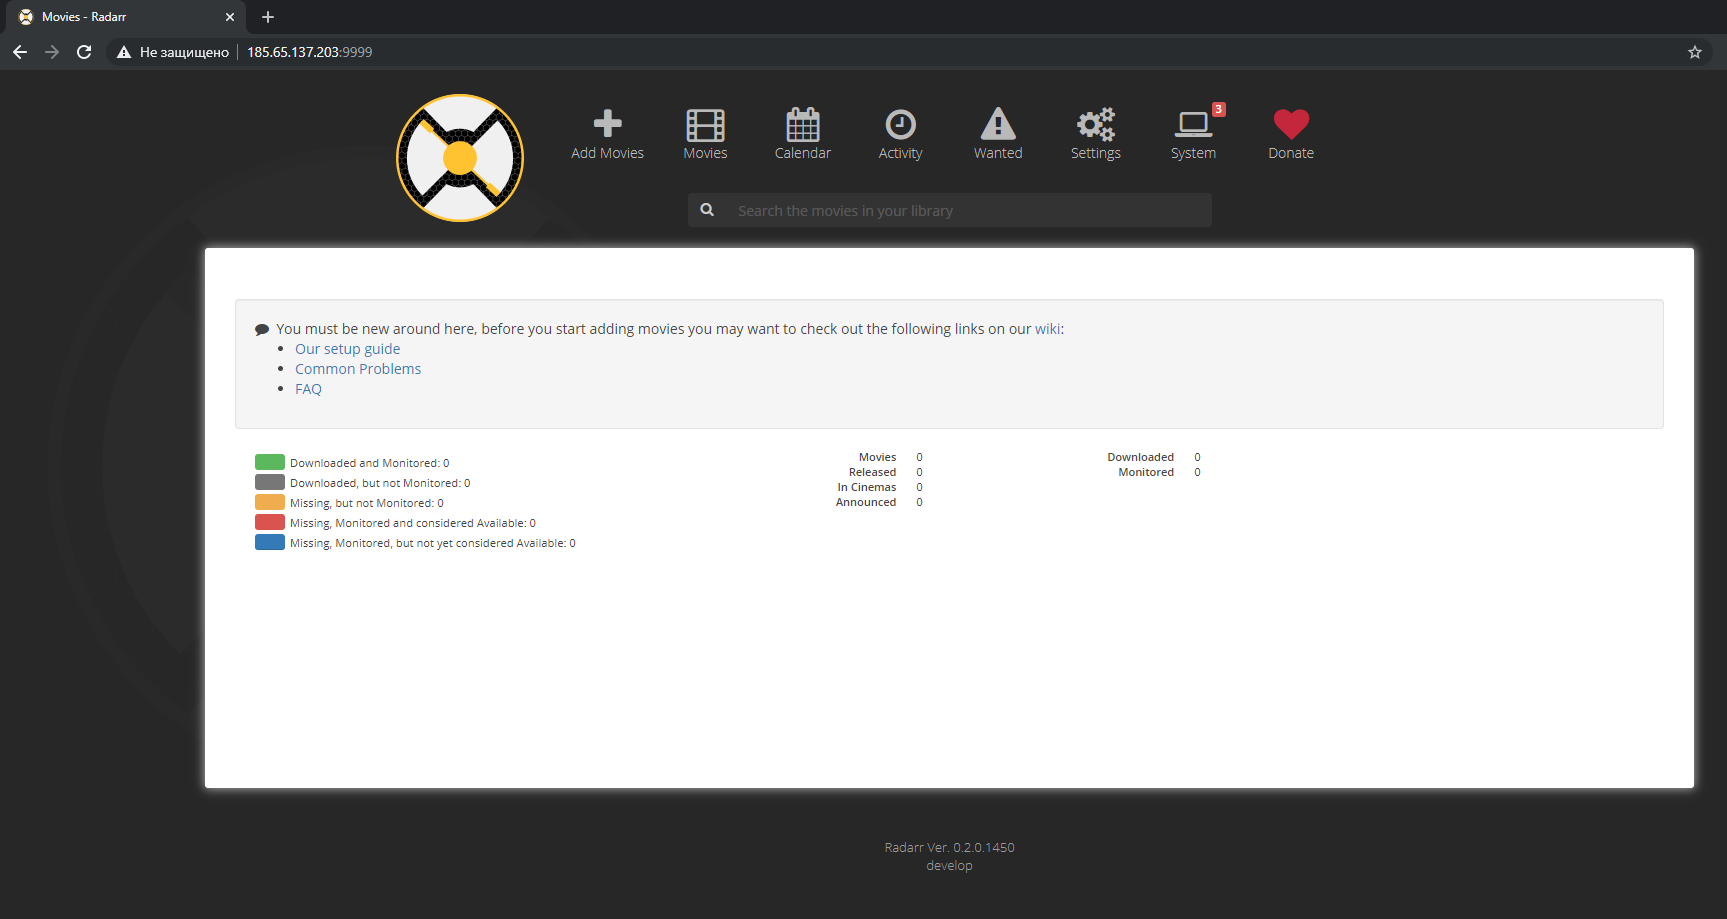 Movies - Radarr
Не защищено 185.65.137.203:9999
Add Movies Movies Calendar Activity Wanted Settings System 3 Donate
Search the movies in your library
You must be new around here, before you start adding movies you may want to check out the following links on our wiki:
Our setup guide
Common Problems
FAQ
Downloaded and Monitored: 0
Downloaded, but not Monitored: 0
Missing, but not Monitored: 0
Missing, Monitored and considered Available: 0
Missing, Monitored, but not yet considered Available: 0
Movies 0
Released 0
In Cinemas 0
Announced 0
Downloaded 0
Monitored 0
Radarr Ver. 0.2.0.1450
develop